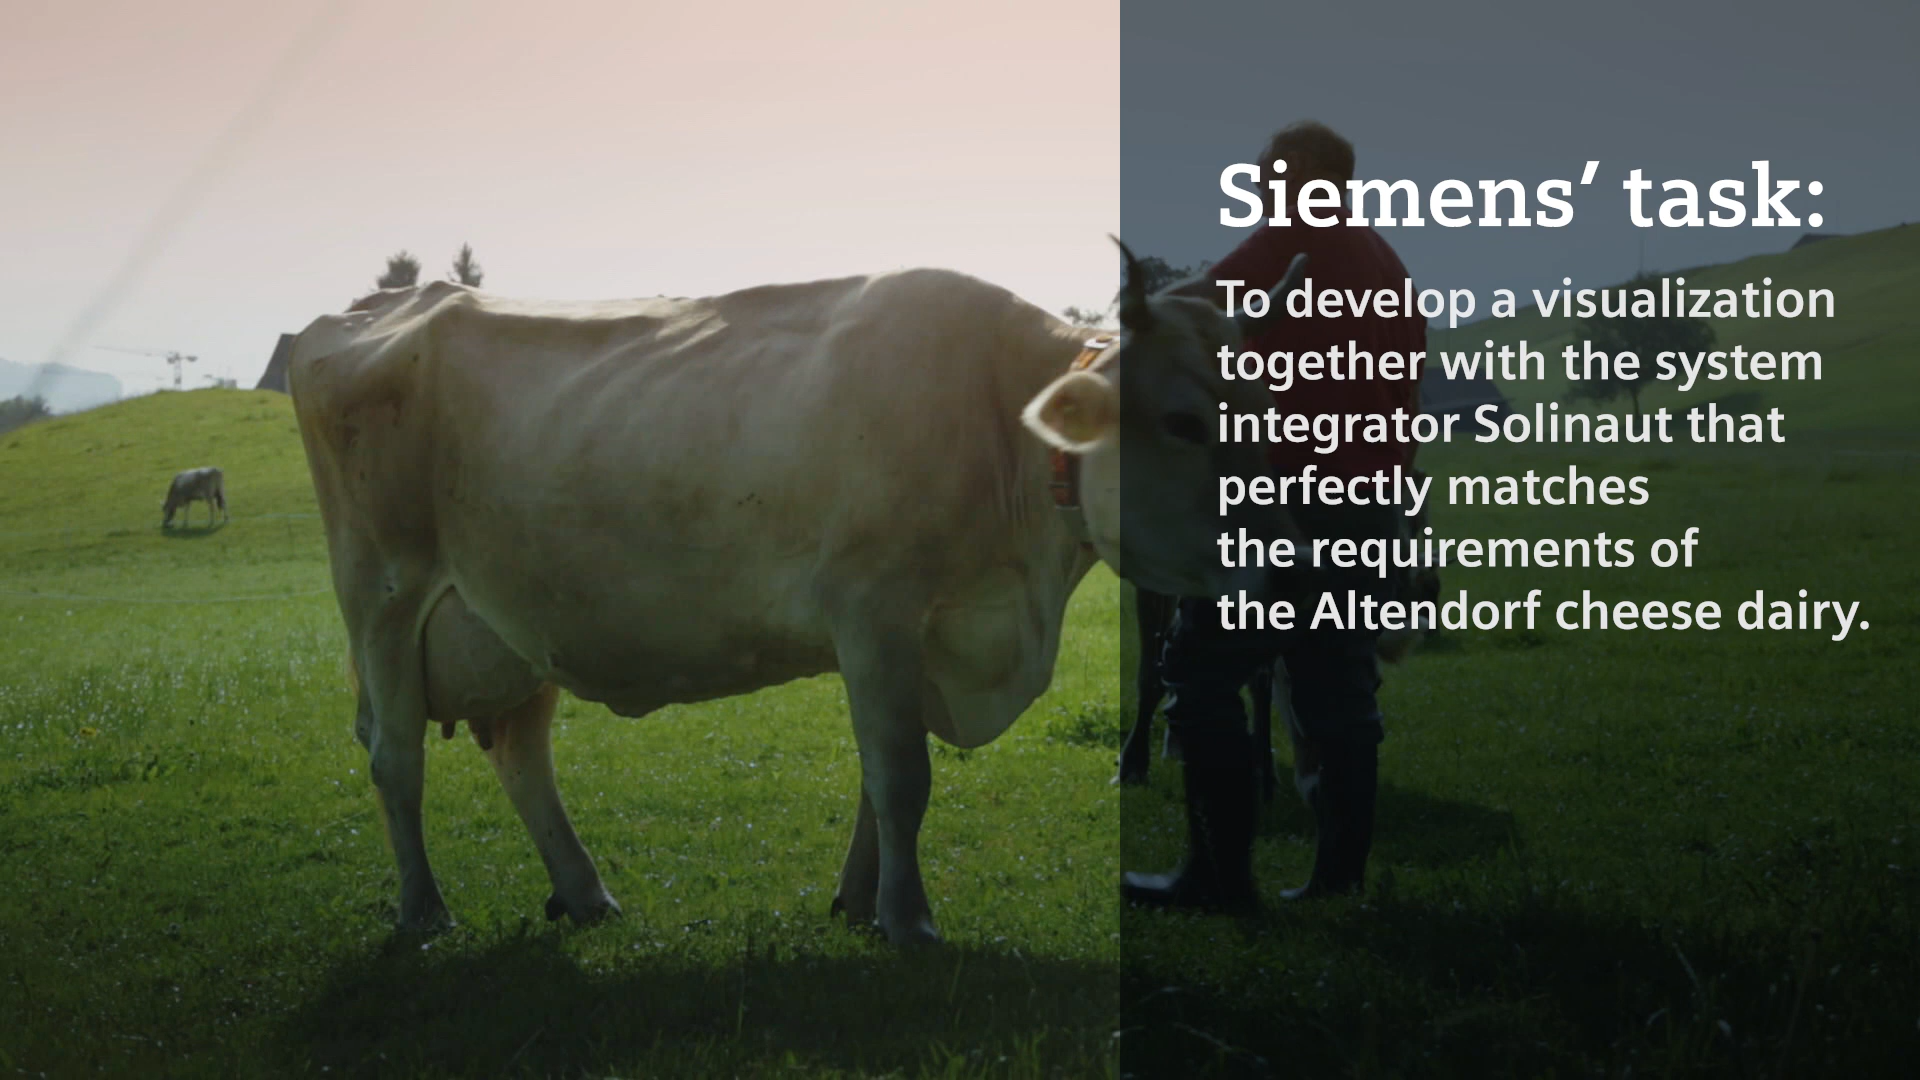 Siemens’ task:
To develop a visualization
together with the system
integrator Solinaut that
perfectly matches
the requirements of
the Altendorf cheese dairy.